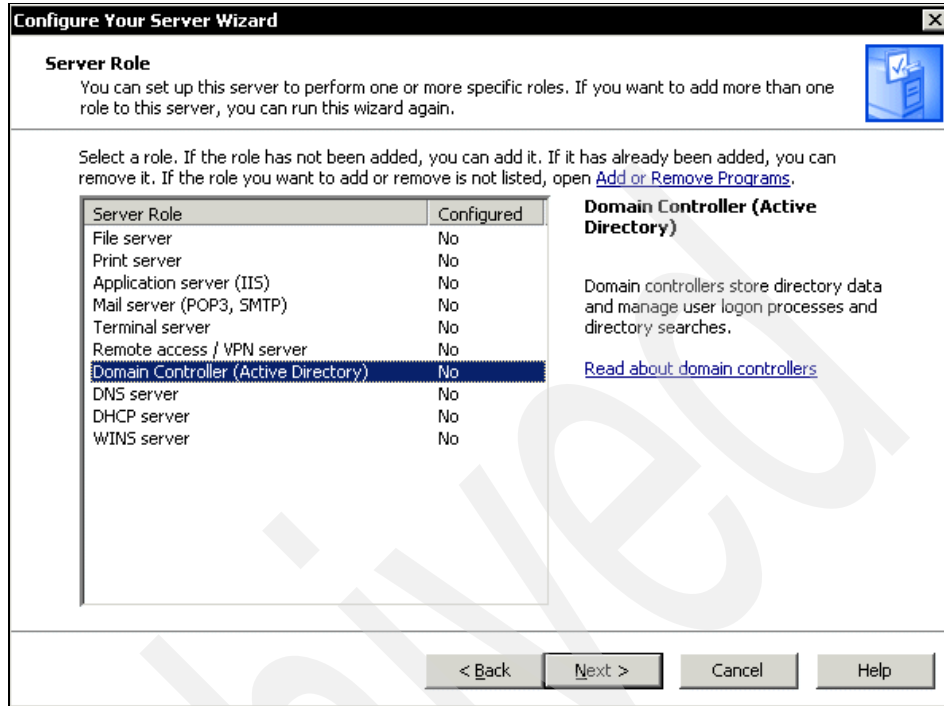 Configure Your Server Wizard
Server Role
You can set up this server to perform one or more specific roles. If you want to add more than one
role to this server, you can run this wizard again.
Select a role. If the role has not been added, you can add it. If it has already been added, you can
remove it. If the role you want to add or remove is not listed, open Add or Remove Programs.
Server Role Configured
File server No
Print server No
Application server (IIS) No
Mail server (POP3, SMTP) No
Terminal server No
Remote access / VPN server No
Domain Controller (Active Directory) No
DNS server No
DHCP server No
WINS server No
Domain Controller (Active
Directory)
Domain controllers store directory data
and manage user logon processes and
directory searches.
Read about domain controllers
< Back Next > Cancel Help
hived